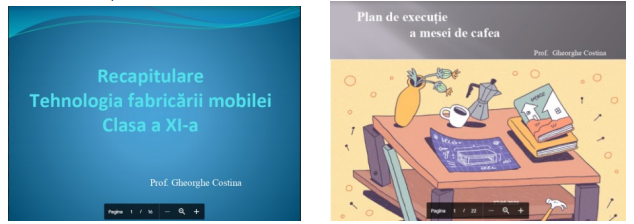 Recapitulare
Tehnologia fabricării mobilei
Clasa a XI-a
Prof. Gheorghe Costina
Pagina 1 / 16
Plan de execuție
a mesei de cafea
Prof. Gheorghe Costina
Pagina 1 / 22